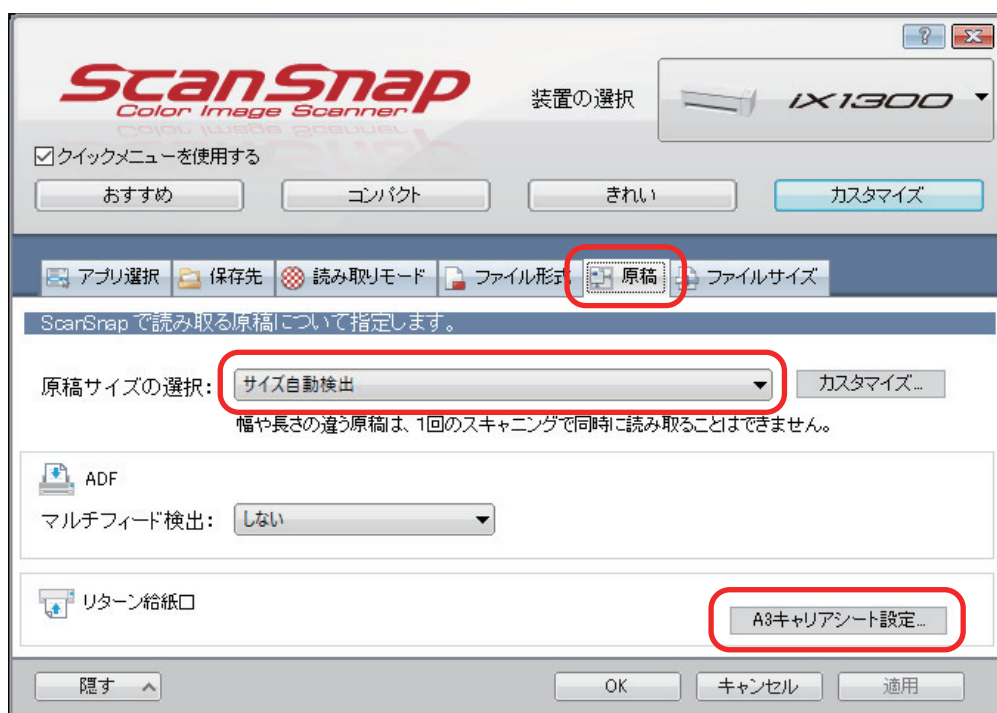 ScanSnap
Color Image Scanner
装置の選択
iX1300
クイックメニューを使用する
おすすめ
コンパクト
きれい
カスタマイズ
アプリ選択
保存先
読み取りモード
ファイル形式
原稿
ファイルサイズ
ScanSnap で読み取る原稿について指定します。
原稿サイズの選択:
サイズ自動検出
カスタマイズ...
幅や長さの違う原稿は、1回のスキャニングで同時に読み取ることはできません。
ADF
マルチフィード検出:
しない
リターン給紙口
A3キャリアシート設定...
隠す
OK
キャンセル
適用